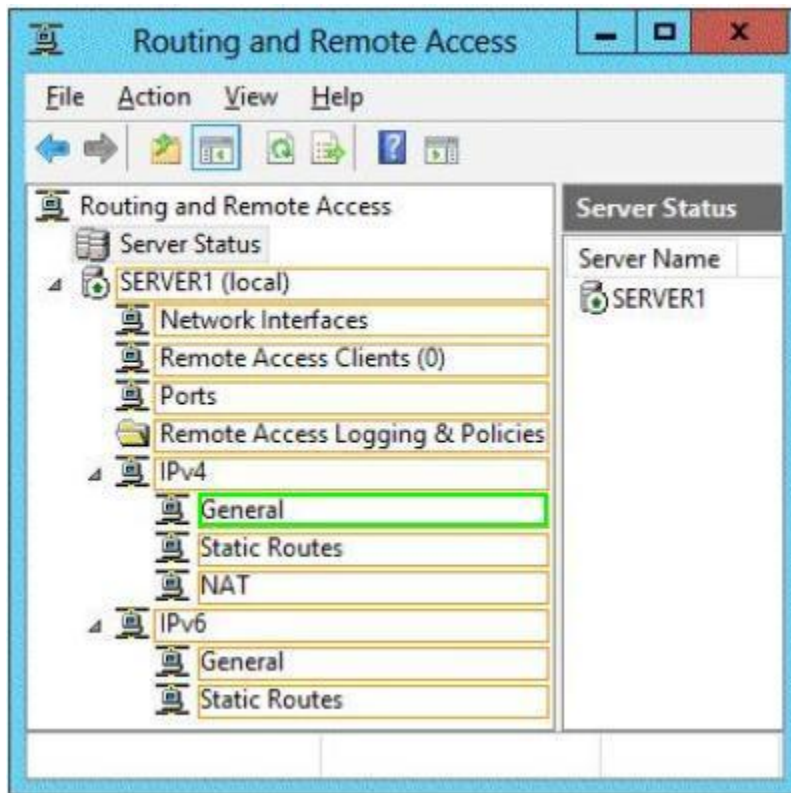 Routing and Remote Access
File Action View Help
Routing and Remote Access
Server Status
SERVER1 (local)
Network Interfaces
Remote Access Clients (0)
Ports
Remote Access Logging & Policies
IPv4
General
Static Routes
NAT
IPv6
General
Static Routes
Server Status
Server Name
SERVER1